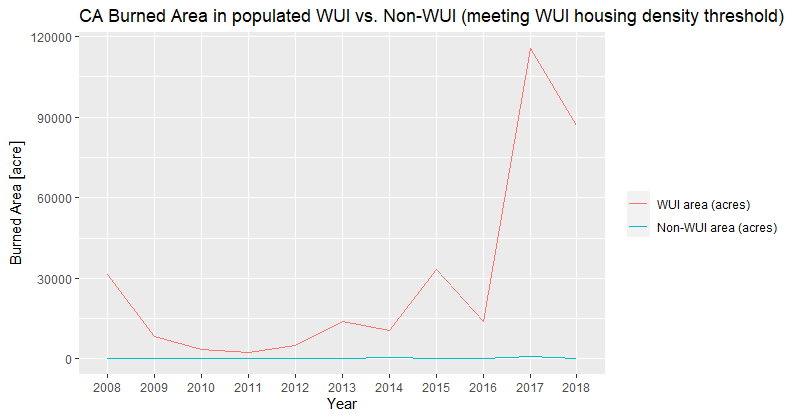 CA Burned Area in populated WUI vs. Non-WUI (meeting WUI housing density threshold)
120000
90000
60000
30000
0
Burned Area [acre]
2008 2009 2010 2011 2012 2013 2014 2015 2016 2017 2018
Year
WUI area (acres)
Non-WUI area (acres)